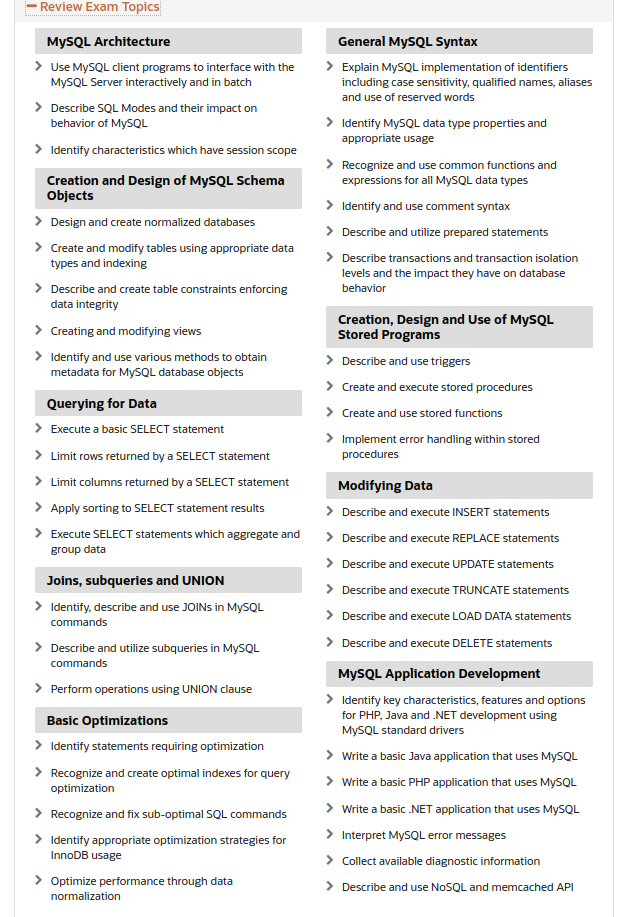 Review Exam Topics
MySQL Architecture
Use MySQL client programs to interface with the
MySQL Server interactively and in batch
Describe SQL Modes and their impact on
behavior of MySQL
Identify characteristics which have session scope
Creation and Design of MySQL Schema
Objects
Design and create normalized databases
Create and modify tables using appropriate data
types and indexing
Describe and create table constraints enforcing
data integrity
Creating and modifying views
Identify and use various methods to obtain
metadata for MySQL database objects
Querying for Data
Execute a basic SELECT statement
Limit rows returned by a SELECT statement
Limit columns returned by a SELECT statement
Apply sorting to SELECT statement results
Execute SELECT statements which aggregate and
group data
Joins, subqueries and UNION
Identify, describe and use JOINs in MySQL
commands
Describe and utilize subqueries in MySQL
commands
Perform operations using UNION clause
Basic Optimizations
Identify statements requiring optimization
Recognize and create optimal indexes for query
optimization
Recognize and fix sub-optimal SQL commands
Identify appropriate optimization strategies for
InnoDB usage
Optimize performance through data
normalization
General MySQL Syntax
Explain MySQL implementation of identifiers
including case sensitivity, qualified names, aliases
and use of reserved words
Identify MySQL data type properties and
appropriate usage
Recognize and use common functions and
expressions for all MySQL data types
Identify and use comment syntax
Describe and utilize prepared statements
Describe transactions and transaction isolation
levels and the impact they have on database
behavior
Creation, Design and Use of MySQL
Stored Programs
Describe and use triggers
Create and execute stored procedures
Create and use stored functions
Implement error handling within stored
procedures
Modifying Data
Describe and execute INSERT statements
Describe and execute REPLACE statements
Describe and execute UPDATE statements
Describe and execute TRUNCATE statements
Describe and execute LOAD DATA statements
Describe and execute DELETE statements
MySQL Application Development
Identify key characteristics, features and options
for PHP, Java and .NET development using
MySQL standard drivers
Write a basic Java application that uses MySQL
Write a basic PHP application that uses MySQL
Write a basic .NET application that uses MySQL
Interpret MySQL error messages
Collect available diagnostic information
Describe and use NoSQL and memcached API